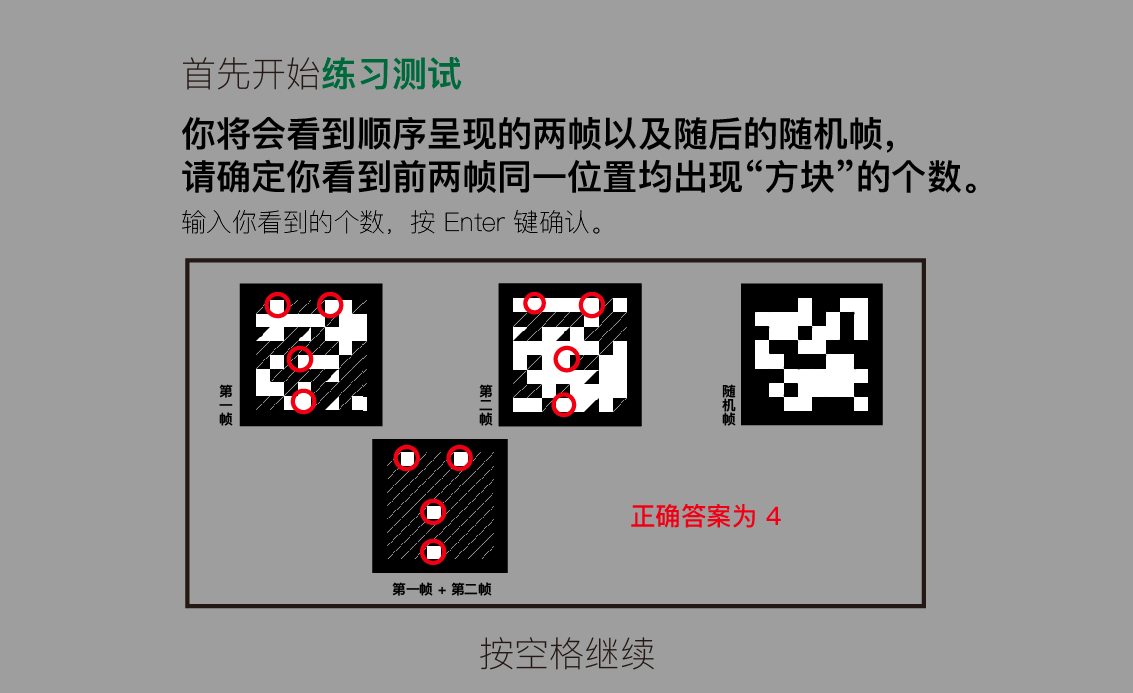 首先开始练习测试
你将会看到顺序呈现的两帧以及随后的随机帧，
请确定你看到前两帧同一位置均出现“方块”的个数。
输入你看到的个数，按 Enter 键确认。
第一帧
第二帧
随机帧
正确答案为 4
第一帧 + 第二帧
按空格继续